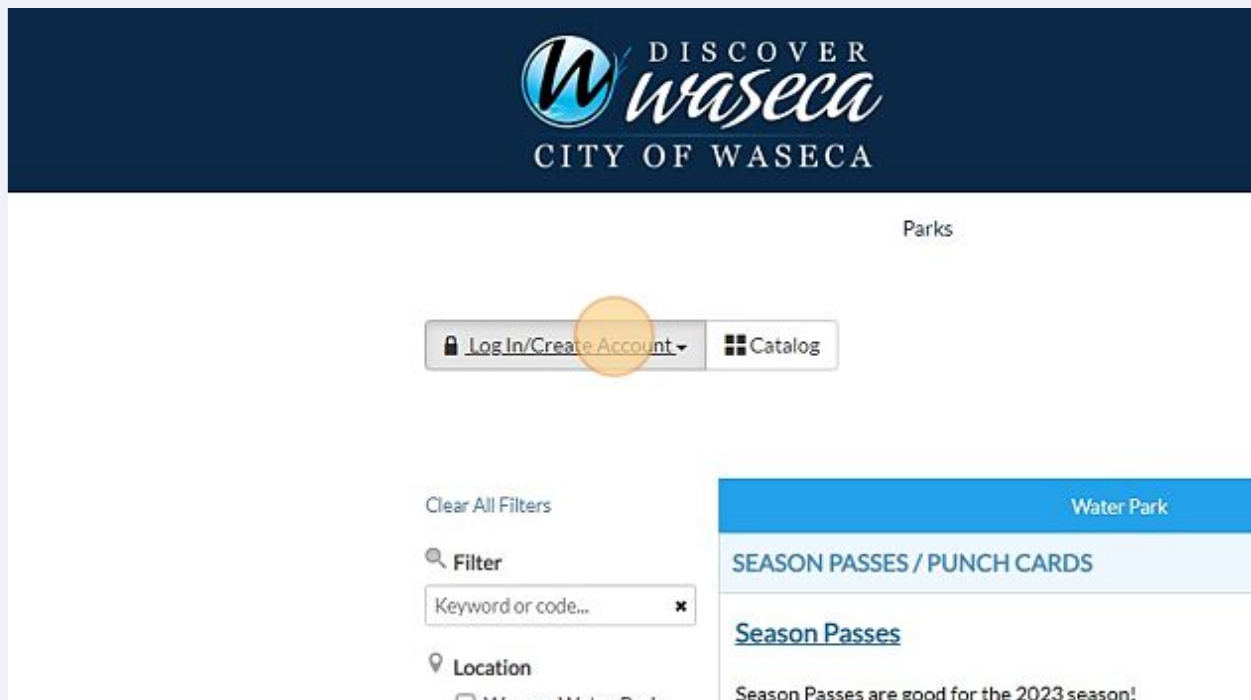 DISCOVER
waseca
CITY OF WASECA
Parks
Log In/Create Account
Catalog
Clear All Filters
Water Park
Filter
SEASON PASSES / PUNCH CARDS
Keyword or code...
Season Passes
Location
Season Passes are good for the 2023 season!